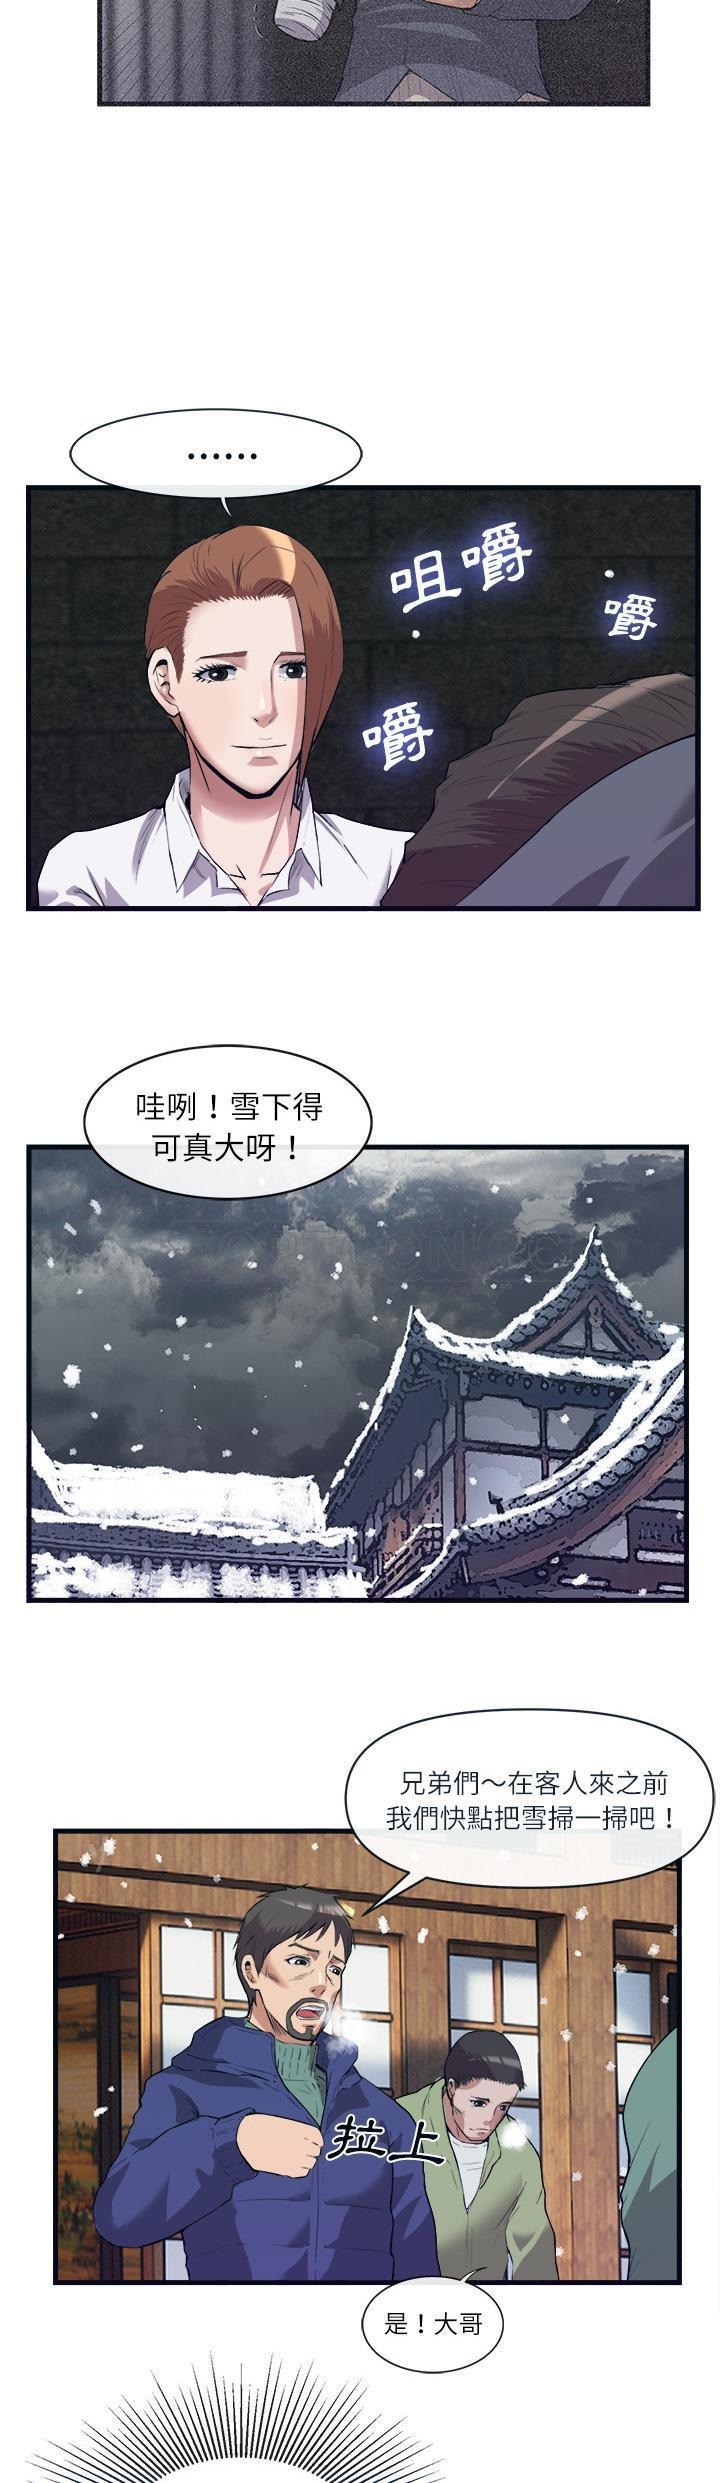 ......
咀嚼
嚼
嚼
哇咧！雪下得
可真大呀！
兄弟們～在客人來之前
我們快點把雪掃一掃吧！
拉上
是！大哥